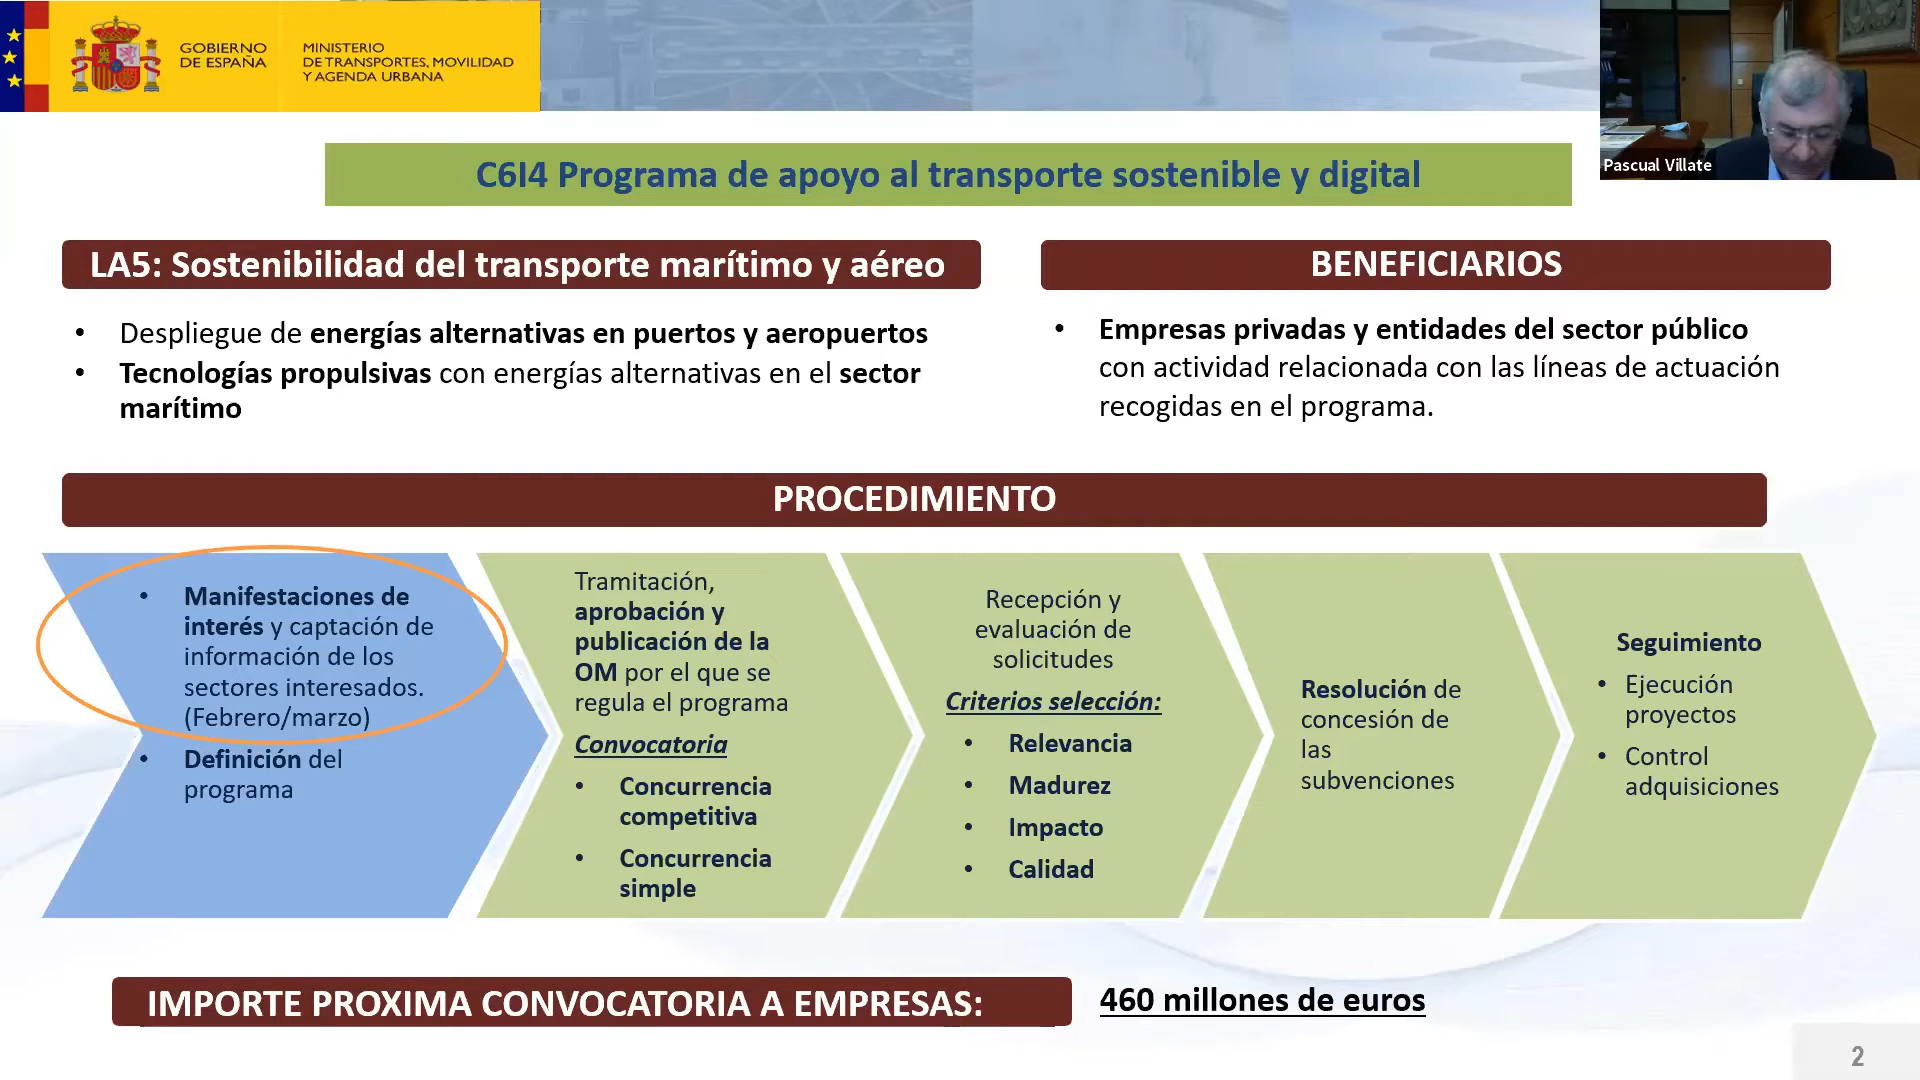 GOBIERNO
DE ESPAÑA
MINISTERIO
DE TRANSPORTES, MOVILIDAD
Y AGENDA URBANA
Pascual Villate
C6I4 Programa de apoyo al transporte sostenible y digital
LA5: Sostenibilidad del transporte marítimo y aéreo
• Despliegue de energías alternativas en puertos y aeropuertos
• Tecnologías propulsivas con energías alternativas en el sector
marítimo
BENEFICIARIOS
• Empresas privadas y entidades del sector público
con actividad relacionada con las líneas de actuación
recogidas en el programa.
PROCEDIMIENTO
• Manifestaciones de
interés y captación de
información de los
sectores interesados.
(Febrero/marzo)
• Definición del
programa
Tramitación,
aprobación y
publicación de la
OM por el que se
regula el programa
Convocatoria
• Concurrencia
competitiva
• Concurrencia
simple
Recepción y
evaluación de
solicitudes
Criterios selección:
• Relevancia
• Madurez
• Impacto
• Calidad
Resolución de
concesión de
las
subvenciones
Seguimiento
• Ejecución
proyectos
• Control
adquisiciones
IMPORTE PROXIMA CONVOCATORIA A EMPRESAS:
460 millones de euros
2